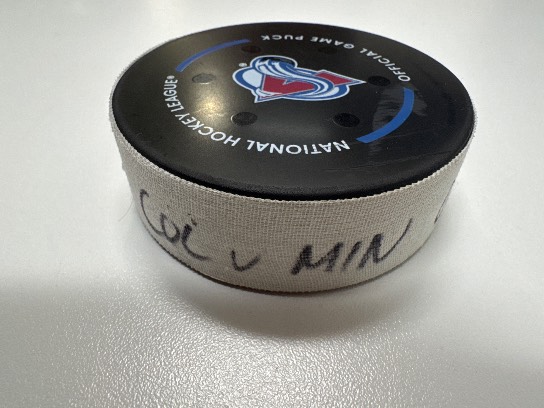 OFFICIAL GAME PUCK
NATIONAL HOCKEY LEAGUE®
®
COL v MIN